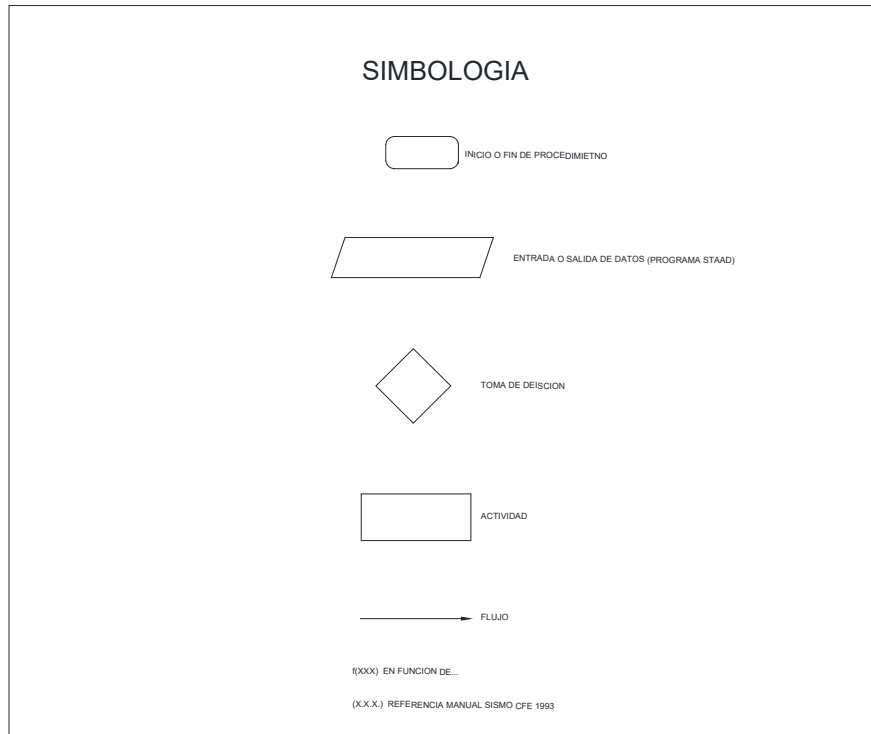 SIMBOLOGIA
INICIO O FIN DE PROCEDIMIETNO
ENTRADA O SALIDA DE DATOS (PROGRAMA STAAD)
TOMA DE DEISCION
ACTIVIDAD
FLUJO
f(XXX) EN FUNCION DE...
(X.X.X.) REFERENCIA MANUAL SISMO CFE 1993